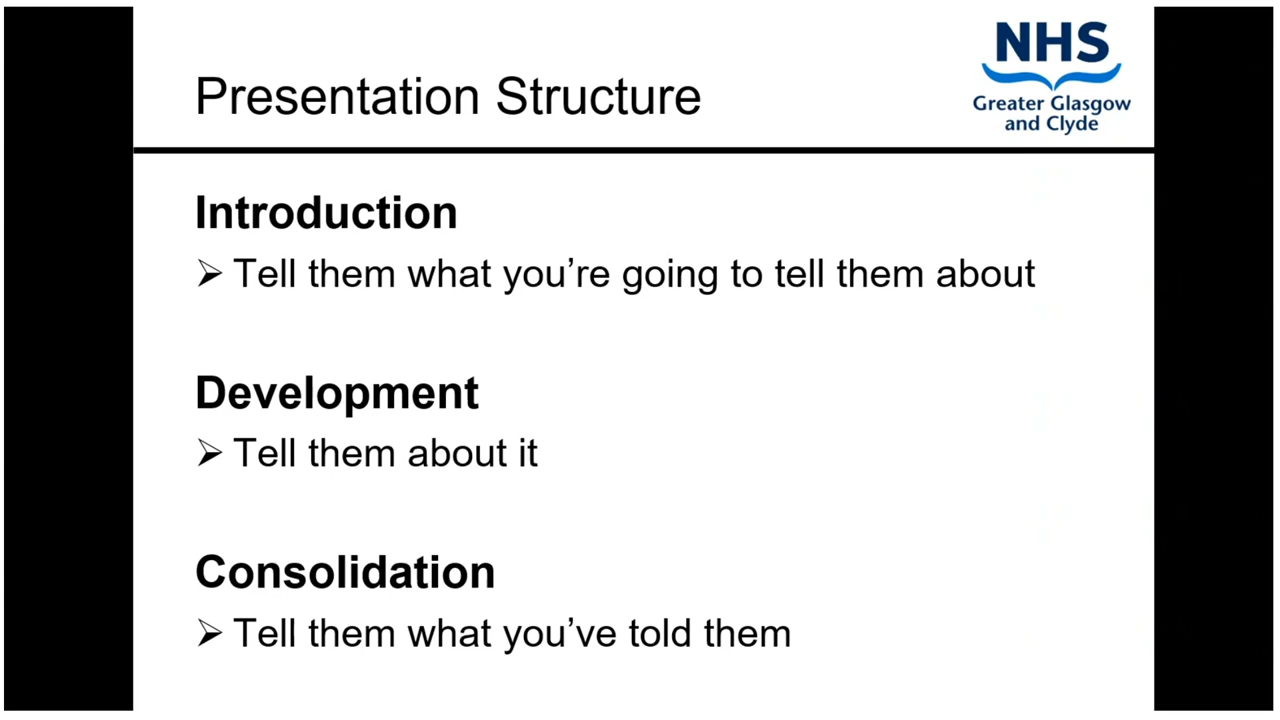 Presentation Structure
NHS
Greater Glasgow
and Clyde
Introduction
➢ Tell them what you’re going to tell them about
Development
➢ Tell them about it
Consolidation
➢ Tell them what you’ve told them